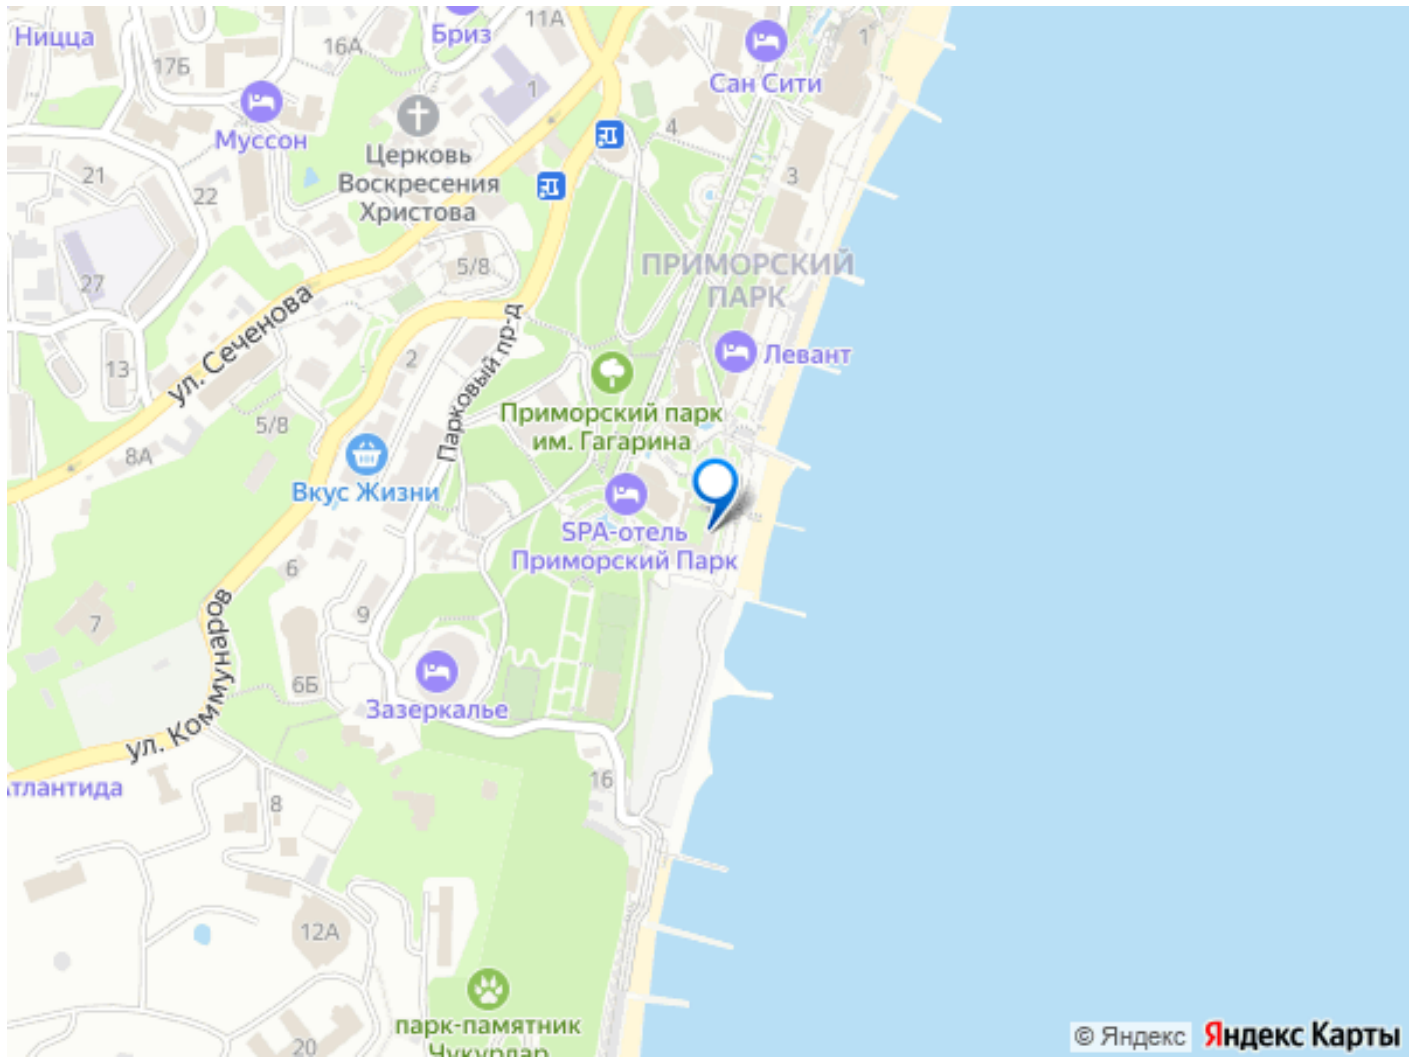 11А
Ницца
Бриз
16А
1
17Б
Сан Сити
1
Муссон
4
Церковь
Воскресения
Христова
21
22
3
5/8
ПРИМОРСКИЙ
ПАРК
27
ул. Сеченова
Парковый пр-д
Левант
2
13
Приморский парк
им. Гагарина
5/8
8А
Вкус Жизни
SPA-отель
Приморский Парк
6
9
7
ул. Коммунаров
6Б
Зазеркалье
16
тлантида
8
12А
парк-памятник
Чукурлар
20
© Яндекс
Яндекс Карты